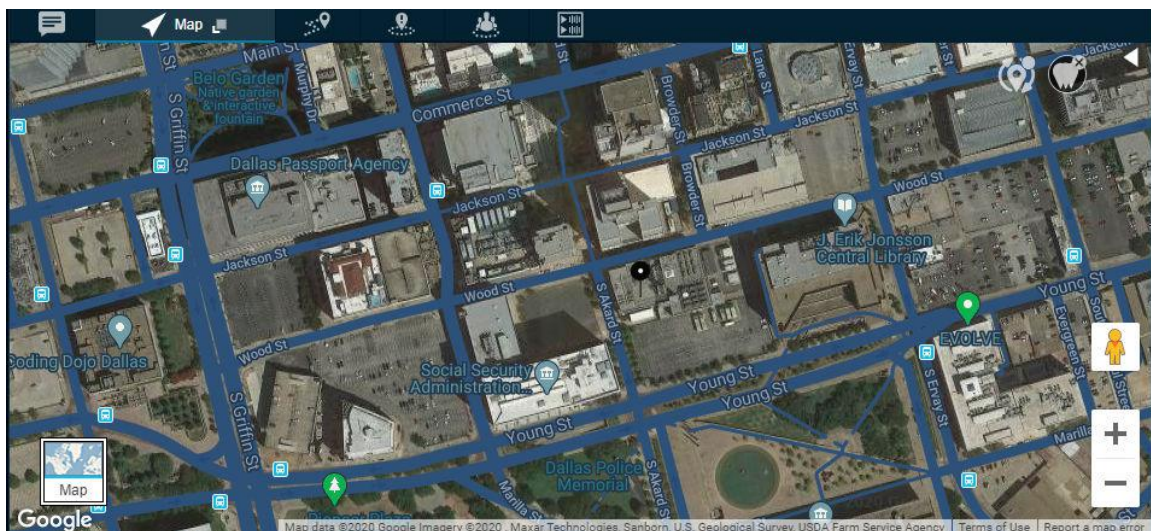 Map
Main St
Murphy Dr
Lane St
S Ervay St
Jackson St
Belo Garden
Native garden
& interactive
fountain
Commerce St
Browder St
Jackson St
Jackson St
S Griffin St
Dallas Passport Agency
Browder St
Wood St
Jackson St
J. Erik Jonsson
Central Library
Jackson St
Wood St
S Akard St
Young St
EVOLVE
Evergreen St
Coding Dojo Dallas
Wood St
Social Security
Administration...
Young St
Young St
S Ervay St
S Griffin St
Young St
Marilla
Dallas Police
Memorial
S Akard St
Marilla St
Map
Pioneer Plaza
Google
Map data ©2020 Google Imagery ©2020 , Maxar Technologies, Sanborn, U.S. Geological Survey, USDA Farm Service Agency
Terms of Use
Report a map error